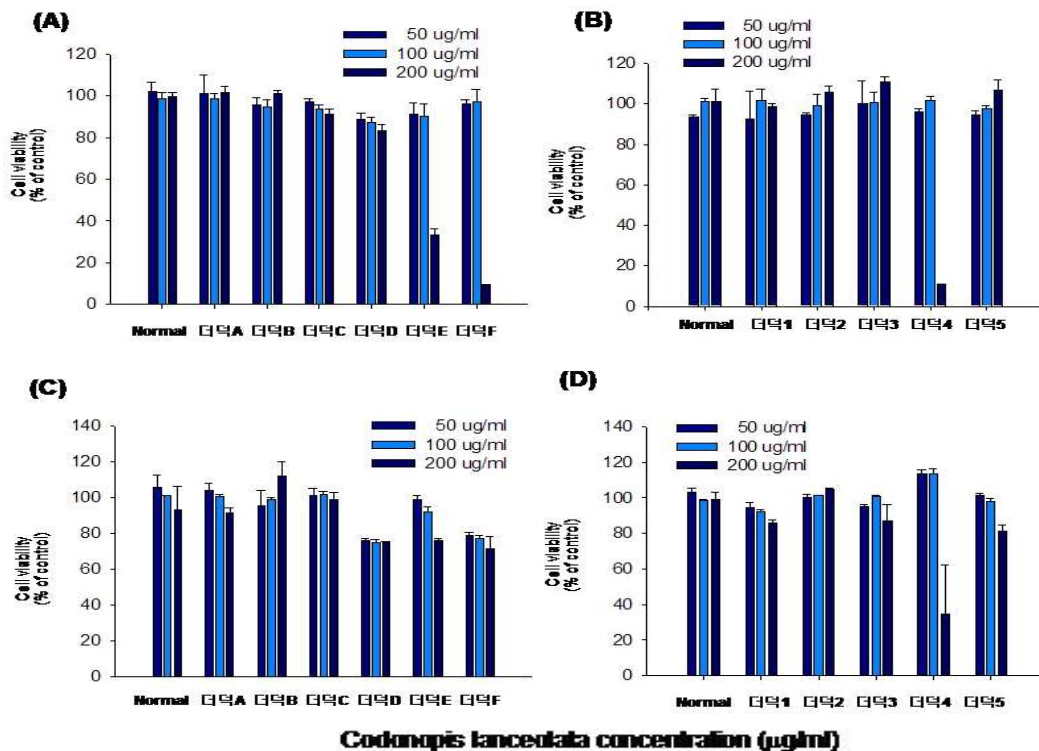 (A)
50 ug/ml
100 ug/ml
200 ug/ml
Cell viability
(% of control)
120
100
80
60
40
20
0
Normal 더덕A 더덕B 더덕C 더덕D 더덕E 더덕F
(B)
50 ug/ml
100 ug/ml
200 ug/ml
Cell viability
(% of control)
120
100
80
60
40
20
0
Normal 더덕1 더덕2 더덕3 더덕4 더덕5
(C)
50 ug/ml
100 ug/ml
200 ug/ml
Cell viability
(% of control)
140
120
100
80
60
40
20
0
Normal 더덕A 더덕B 더덕C 더덕D 더덕E 더덕F
(D)
50 ug/ml
100 ug/ml
200 ug/ml
Cell viability
(% of control)
140
120
100
80
60
40
20
0
Normal 더덕1 더덕2 더덕3 더덕4 더덕5
Codonopis lanceolata concentration (μg/ml)